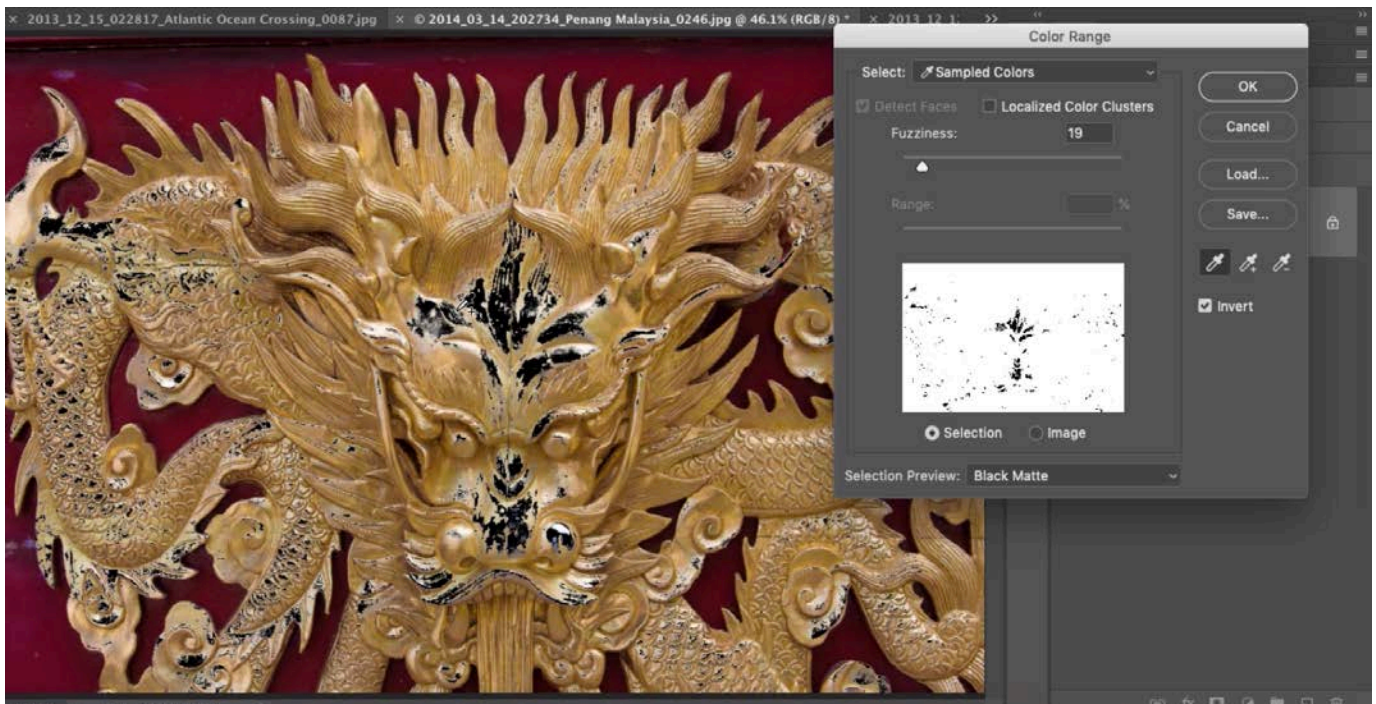 × 2013_12_15_022817_Atlantic Ocean Crossing_0087.jpg × © 2014_03_14_202734_Penang Malaysia_0246.jpg @ 46.1% (RGB/8) * × 2013_12_1
Color Range
Select: Sampled Colors
Detect Faces Localized Color Clusters
Fuzziness: 19
Range: %
Selection Image
Selection Preview: Black Matte
OK
Cancel
Load...
Save...
Invert